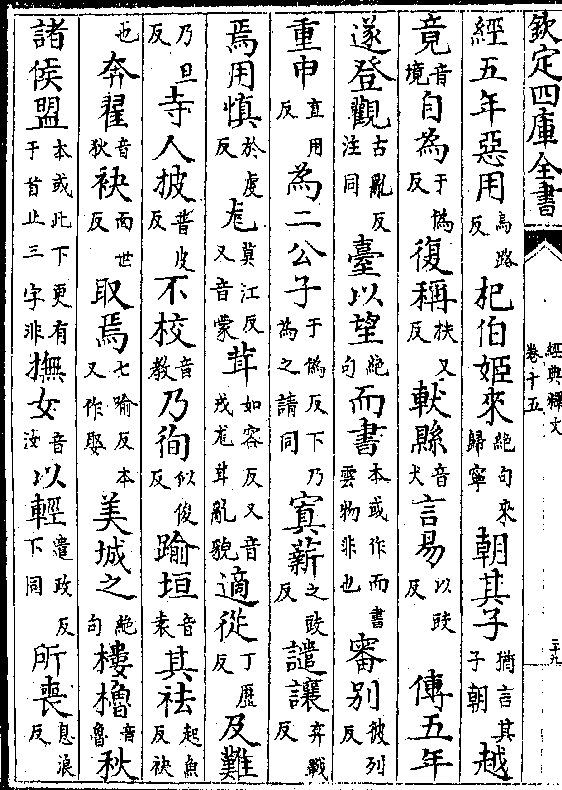 欽定四庫全書
經典釋文
卷十五
二十九
經五年惡用烏路反杞伯姬來絕句來歸寧朝其子猶言其子朝越
竟音境自為于偽反復稱扶又反軑縣音犬言易以豉反傳五年
遂登觀古亂反注同臺以望絕句而書本或作而書雲物非也審别彼列反
重申直用反為二公子于偽反下乃為之請同寘薪之豉反譴讓弃戰反
焉用慎於虔反尨莫江反又音蒙茸如容反又音戎尨茸亂貌適從丁歷反及難
乃旦反寺人披普皮反不校音教乃徇似俊反踰垣音袁其袪起魚反袂
也奔翟音狄袂面世反取焉七喻反本又作娶美城之絕句樓櫓音魯秋
諸侯盟本或此下更有于首止三字非撫女音汝以輕遣政反下同所喪息浪反